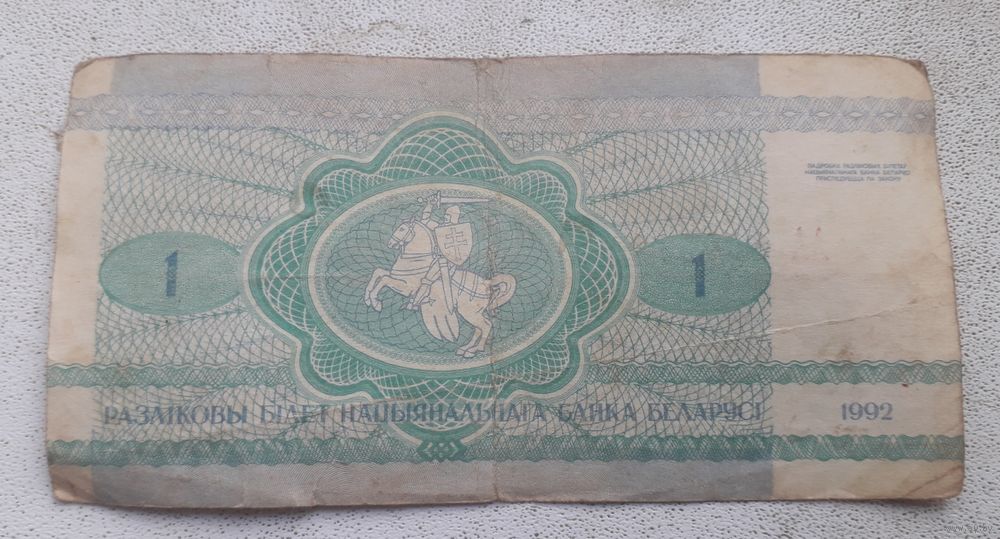 ПАДРОБКА РАЗЛІКОВЫХ БІЛЕТАЎ
НАЦЫЯНАЛЬНАГА БАНКА БЕЛАРУСІ
ПРАСЛЕДУЕЦЦА ПА ЗАКОНУ
1 1
РАЗЛІКОВЫ БІЛЕТ НАЦЫЯНАЛЬНАГА БАНКА БЕЛАРУСІ 1992